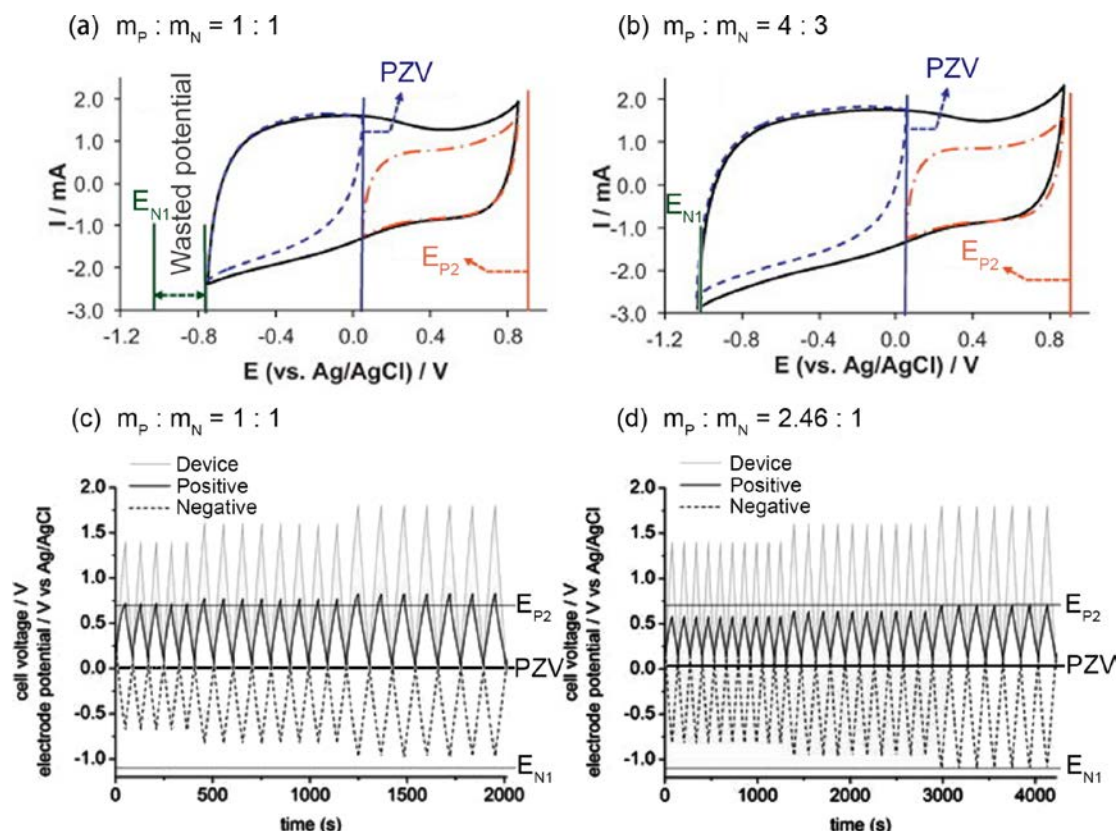 (a) m_P : m_N = 1 : 1
PZV
2.0
1.0
0.0
-1.0
-2.0
-3.0
I / mA
E_N1
Wasted potential
E_P2
-1.2 -0.8 -0.4 0.0 0.4 0.8
E (vs. Ag/AgCl) / V
(b) m_P : m_N = 4 : 3
PZV
2.0
1.0
0.0
-1.0
-2.0
-3.0
I / mA
E_N1
E_P2
-1.2 -0.8 -0.4 0.0 0.4 0.8
E (vs. Ag/AgCl) / V
(c) m_P : m_N = 1 : 1
Device
Positive
Negative
2.0
1.5
1.0
0.5
0.0
-0.5
-1.0
cell voltage / V
electrode potential / V vs Ag/AgCl
E_P2
PZV
E_N1
0 500 1000 1500 2000
time (s)
(d) m_P : m_N = 2.46 : 1
Device
Positive
Negative
2.0
1.5
1.0
0.5
0.0
-0.5
-1.0
cell voltage / V
electrode potential / V vs Ag/AgCl
E_P2
PZV
E_N1
0 1000 2000 3000 4000
time (s)